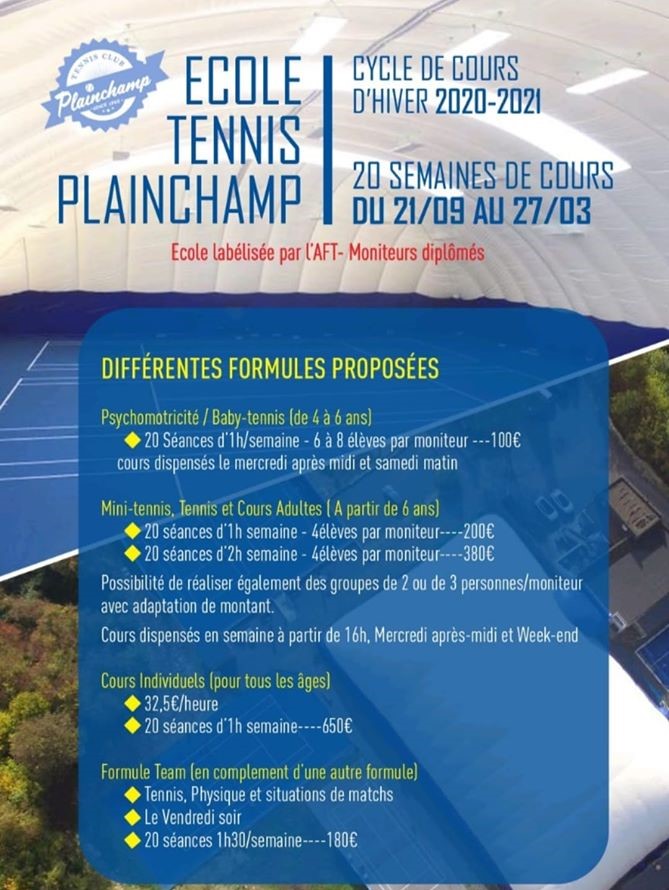 TENNIS CLUB
Plainchamp
ECOLE
TENNIS
PLAINCHAMP
CYCLE DE COURS
D'HIVER 2020-2021
20 SEMAINES DE COURS
DU 21/09 AU 27/03
Ecole labélisée par l'AFT- Moniteurs diplômés
DIFFÉRENTES FORMULES PROPOSÉES
Psychomotricité / Baby-tennis (de 4 à 6 ans)
20 Séances d'1h/semaine - 6 à 8 élèves par moniteur ---100€
cours dispensés le mercredi après midi et samedi matin
Mini-tennis, Tennis et Cours Adultes ( A partir de 6 ans)
20 séances d'1h semaine - 4élèves par moniteur----200€
20 séances d'2h semaine - 4élèves par moniteur----380€
Possibilité de réaliser également des groupes de 2 ou de 3 personnes/moniteur
avec adaptation de montant.
Cours dispensés en semaine à partir de 16h, Mercredi après-midi et Week-end
Cours Individuels (pour tous les âges)
32,5€/heure
20 séances d'1h semaine----650€
Formule Team (en complement d'une autre formule)
Tennis, Physique et situations de matchs
Le Vendredi soir
20 séances 1h30/semaine----180€